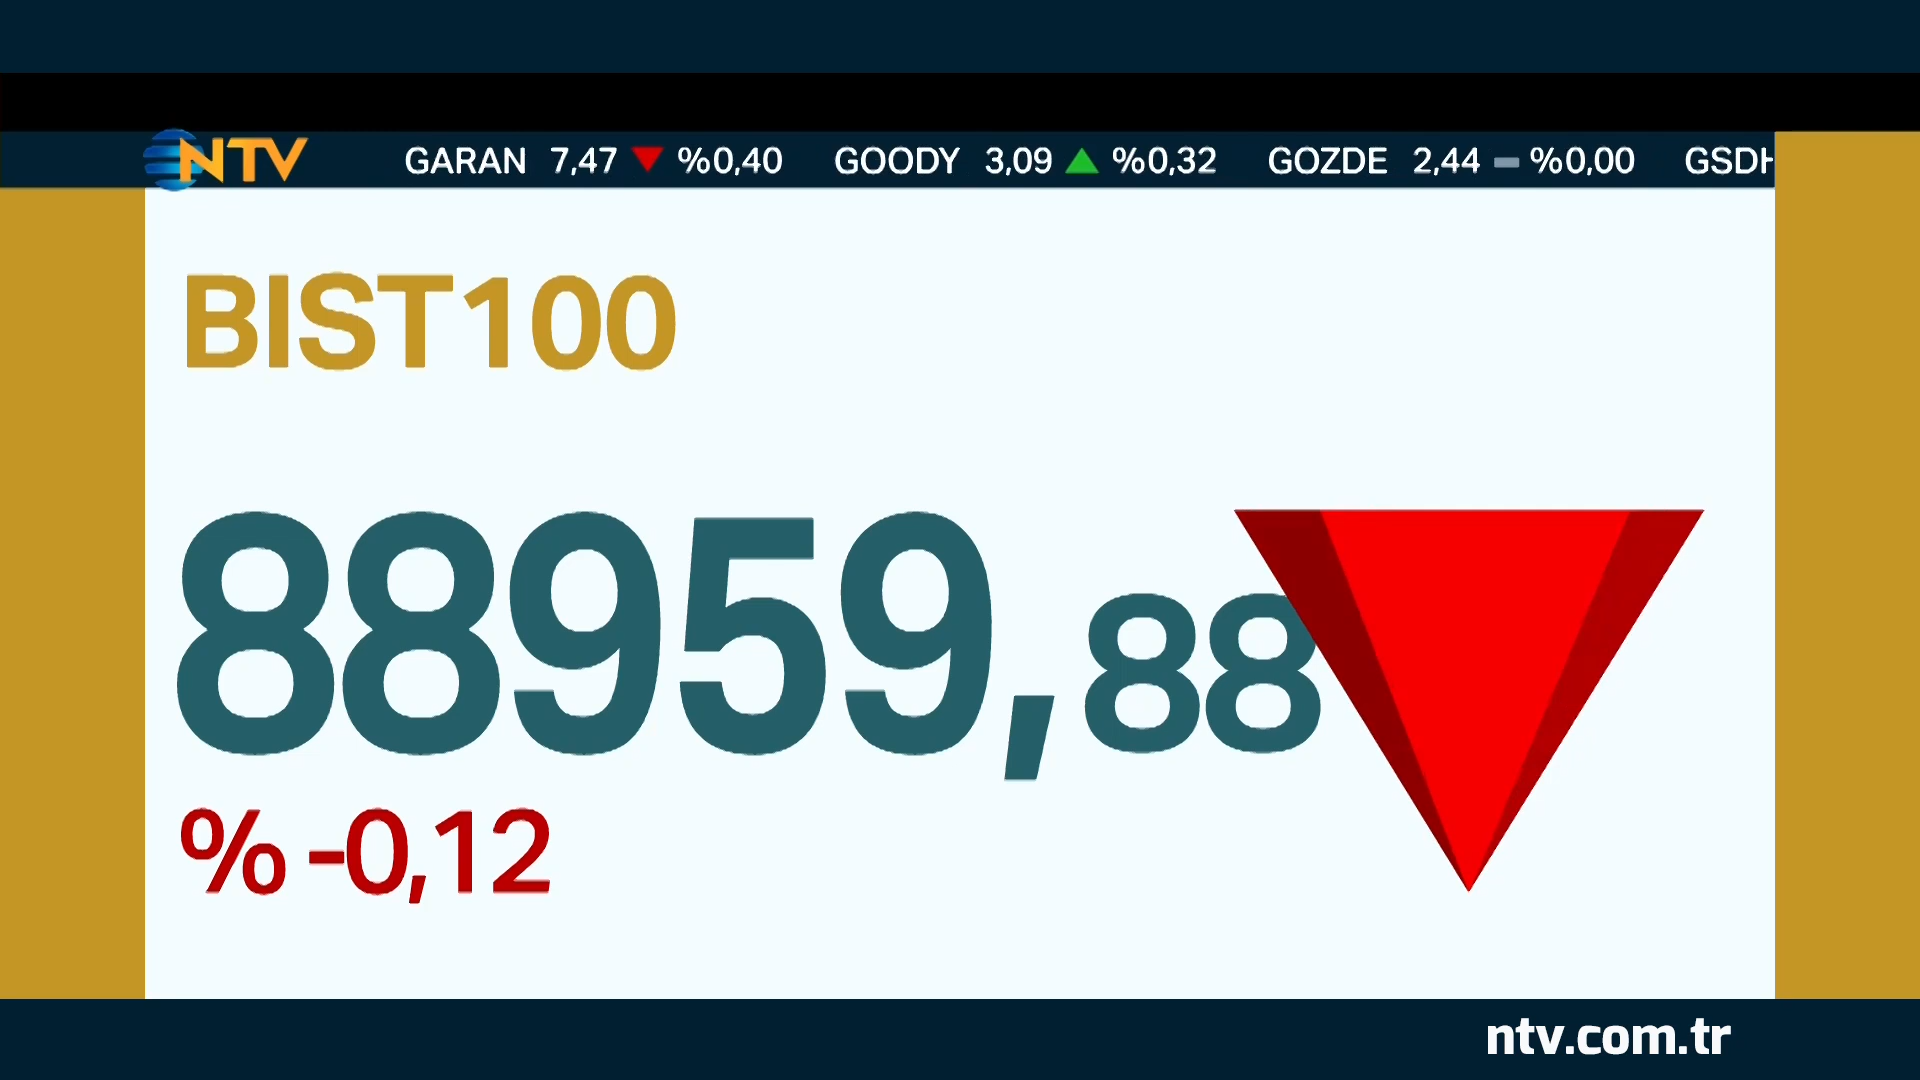 NTV GARAN 7,47 %0,40 GOODY 3,09 %0,32 GOZDE 2,44 %0,00
BIST100
88959,88
% -0,12
ntv.com.tr